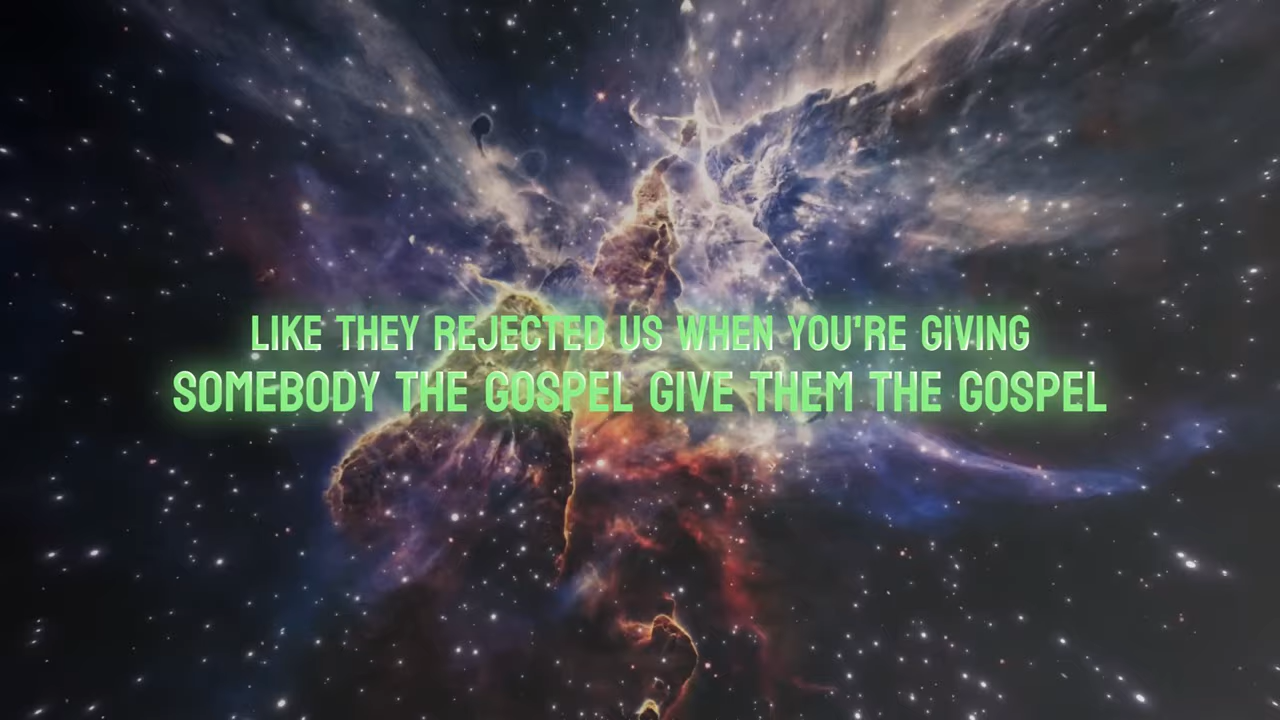 LIKE THEY REJECTED US WHEN YOU'RE GIVING
SOMEBODY THE GOSPEL GIVE THEM THE GOSPEL